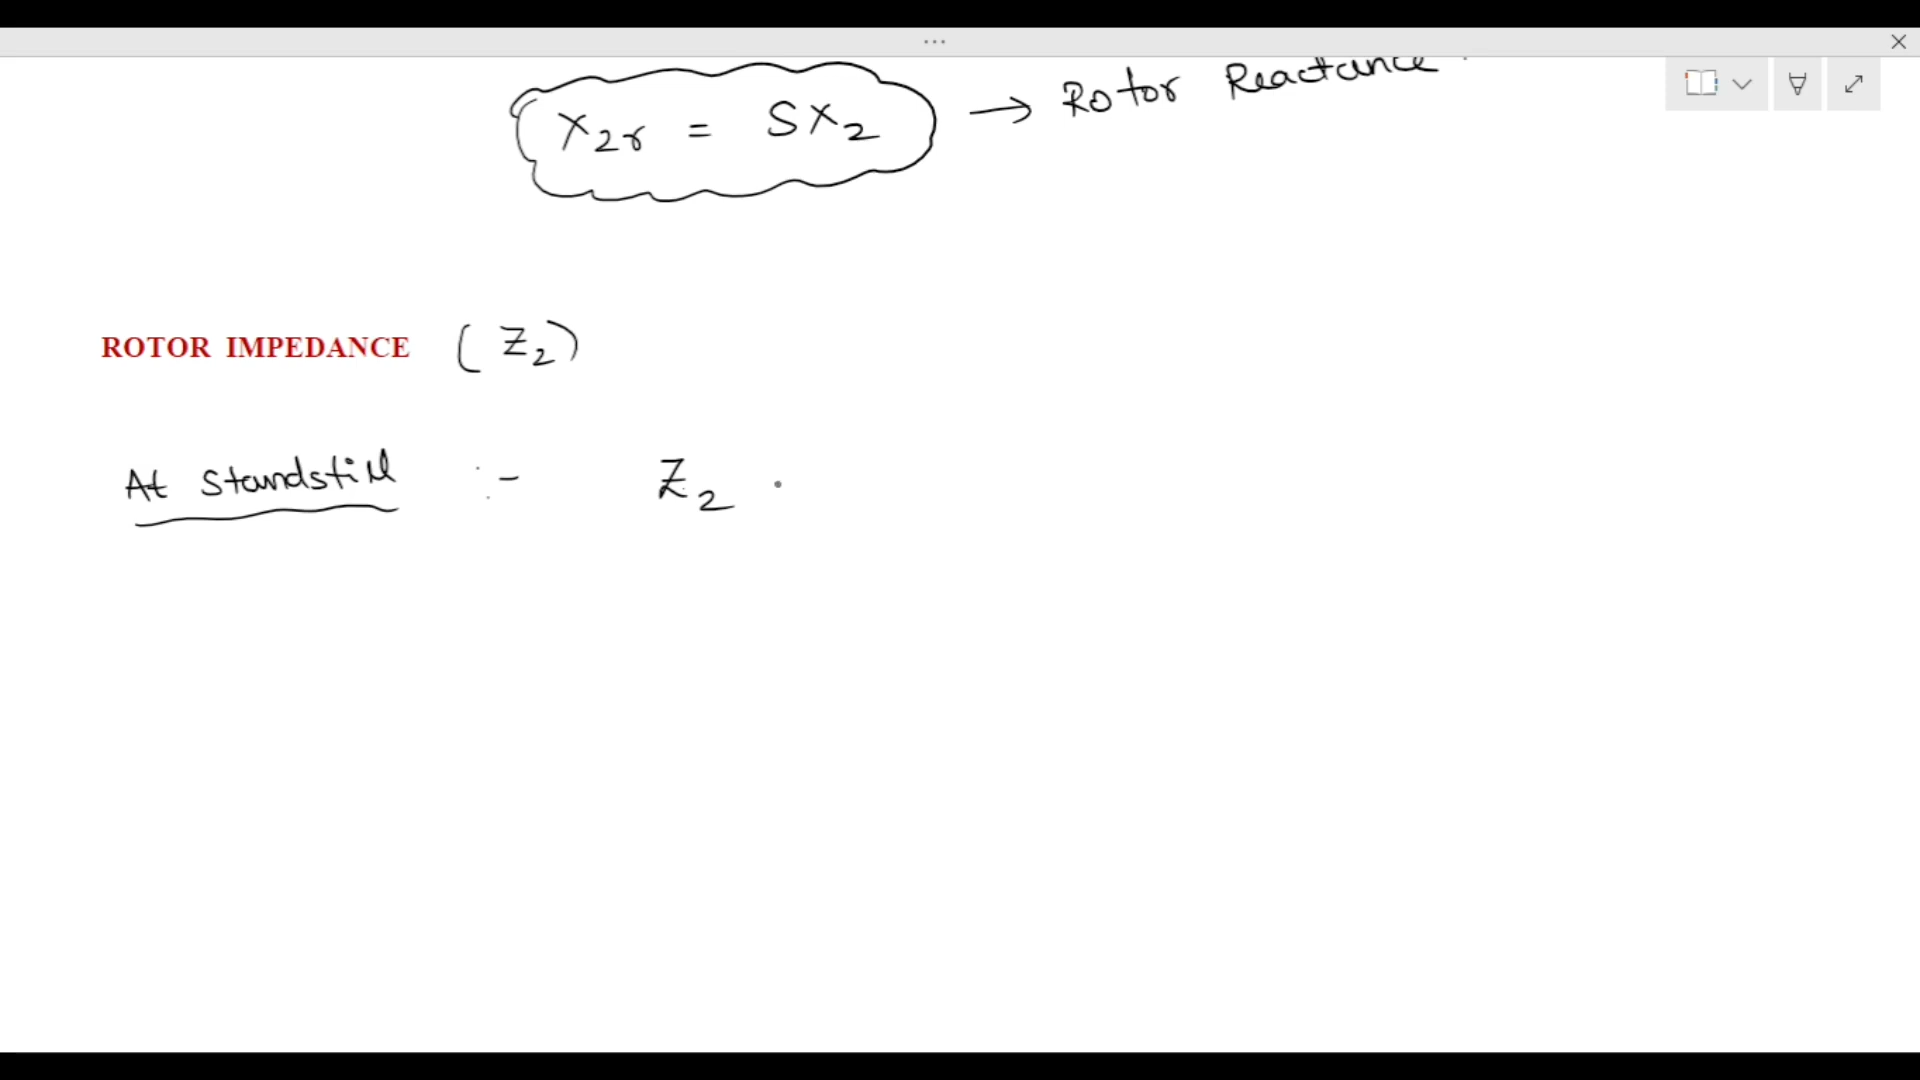 X2r = SX2 → Rotor Reactance
ROTOR IMPEDANCE (Z2)
At Standstill :- Z2